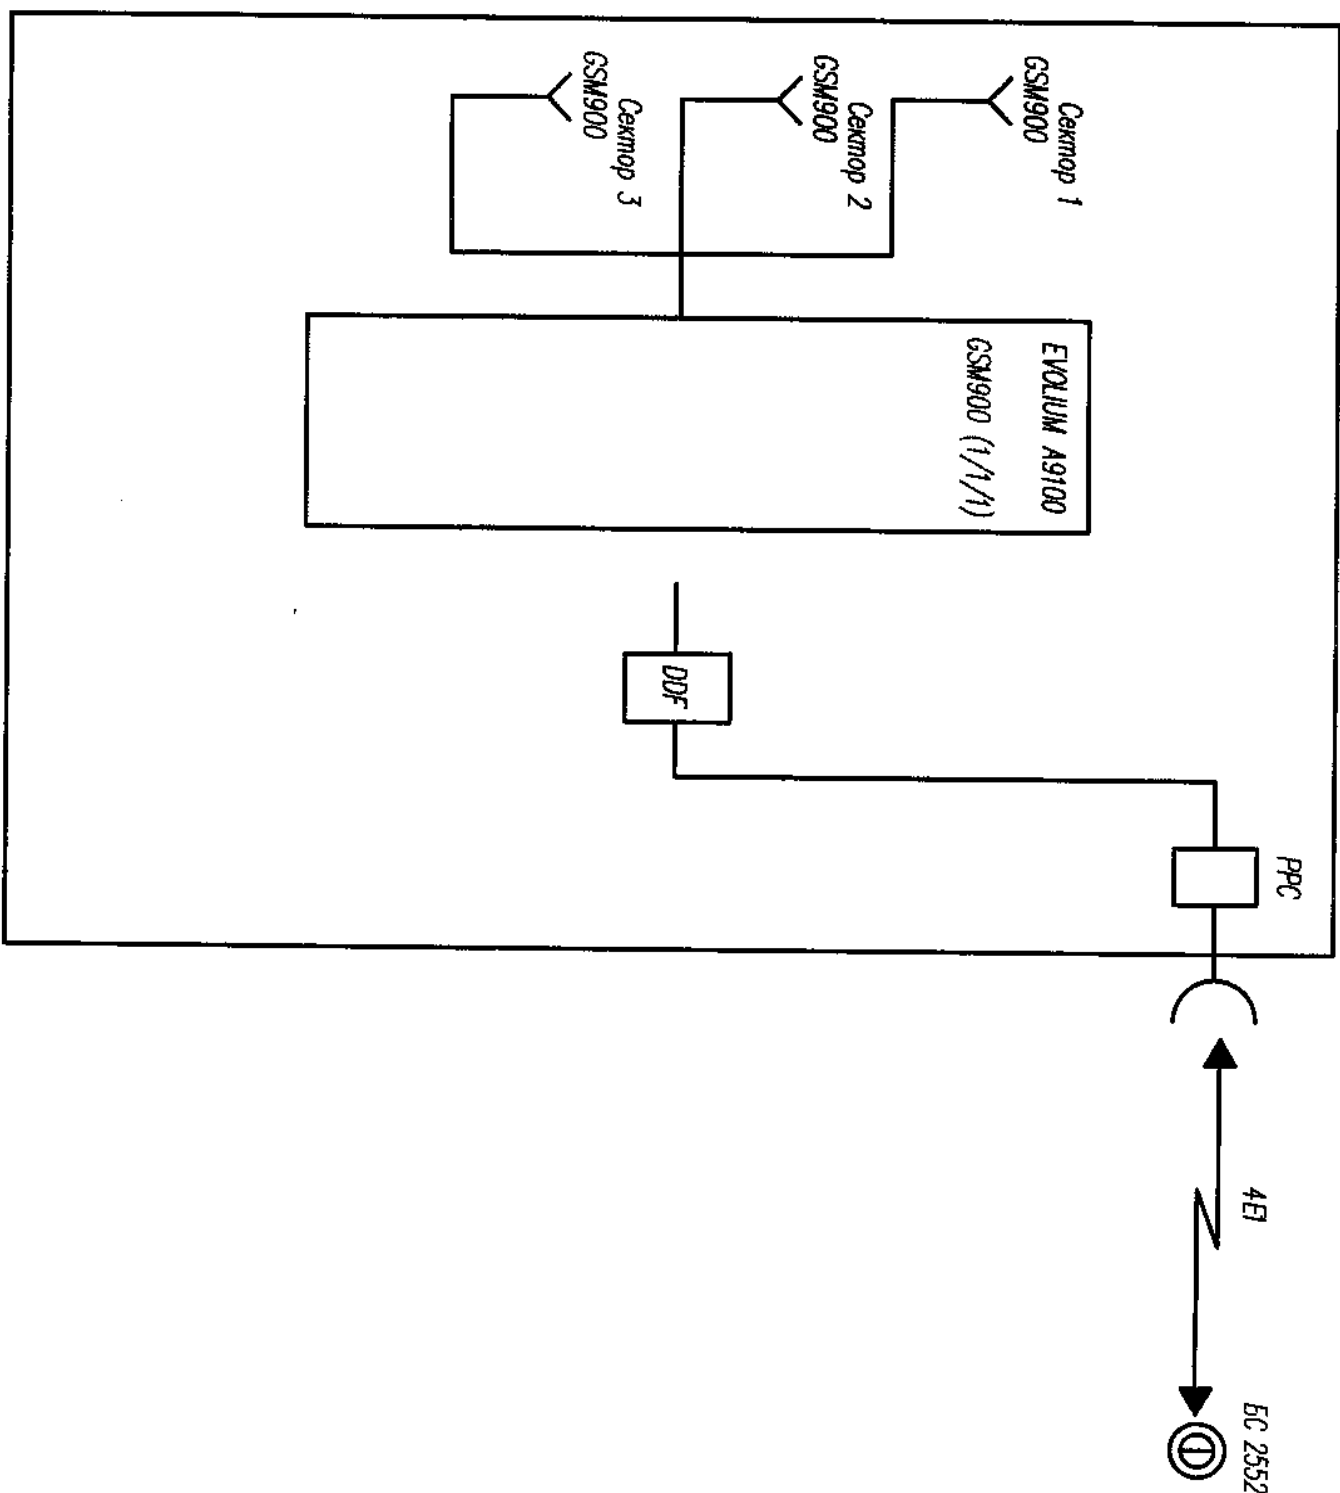 Сектор 1
GSM900
Сектор 2
GSM900
Сектор 3
GSM900
EVOLIUM A9100
GSM900 (1/1/1)
DDF
РРС
4E1
БС 2552